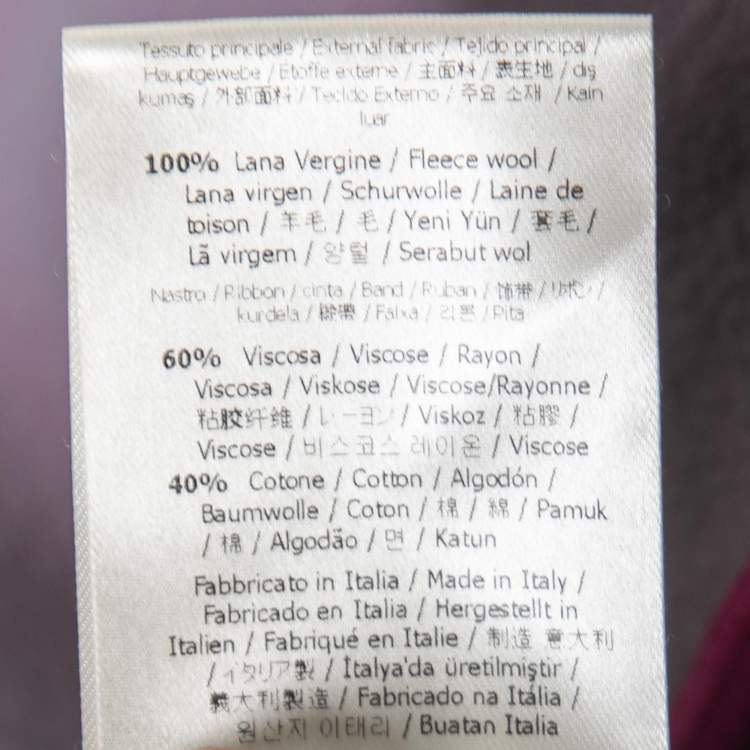 Tessuto principale / External fabric / Tejido principal /
Hauptgewebe / Etoffe externe / 主面料 / 表生地 / dış
kumaş / 外部面料 / Tecido Externo / 주요 소재 / Kain
luar
100% Lana Vergine / Fleece wool /
Lana virgen / Schurwolle / Laine de
toison / 羊毛 / 毛 / Yeni Yün / 套毛 /
Lã virgem / 양털 / Serabut wol
Nastro / Ribbon / cinta / Band / Ruban / 饰带 / リボン /
kurdela / 緞帶 / Faixa / 리본 / Pita
60% Viscosa / Viscose / Rayon /
Viscosa / Viskose / Viscose/Rayonne /
粘胶纤维 / レーヨン / Viskoz / 粘膠 /
Viscose / 비스코스 레이온 / Viscose
40% Cotone / Cotton / Algodón /
Baumwolle / Coton / 棉 / 綿 / Pamuk
/ 棉 / Algodão / 면 / Katun
Fabbricato in Italia / Made in Italy /
Fabricado en Italia / Hergestellt in
Italien / Fabriqué en Italie / 制造 意大利
/ イタリア製 / İtalya'da üretilmiştir /
義大利製造 / Fabricado na Itália /
원산지 이태리 / Buatan Italia